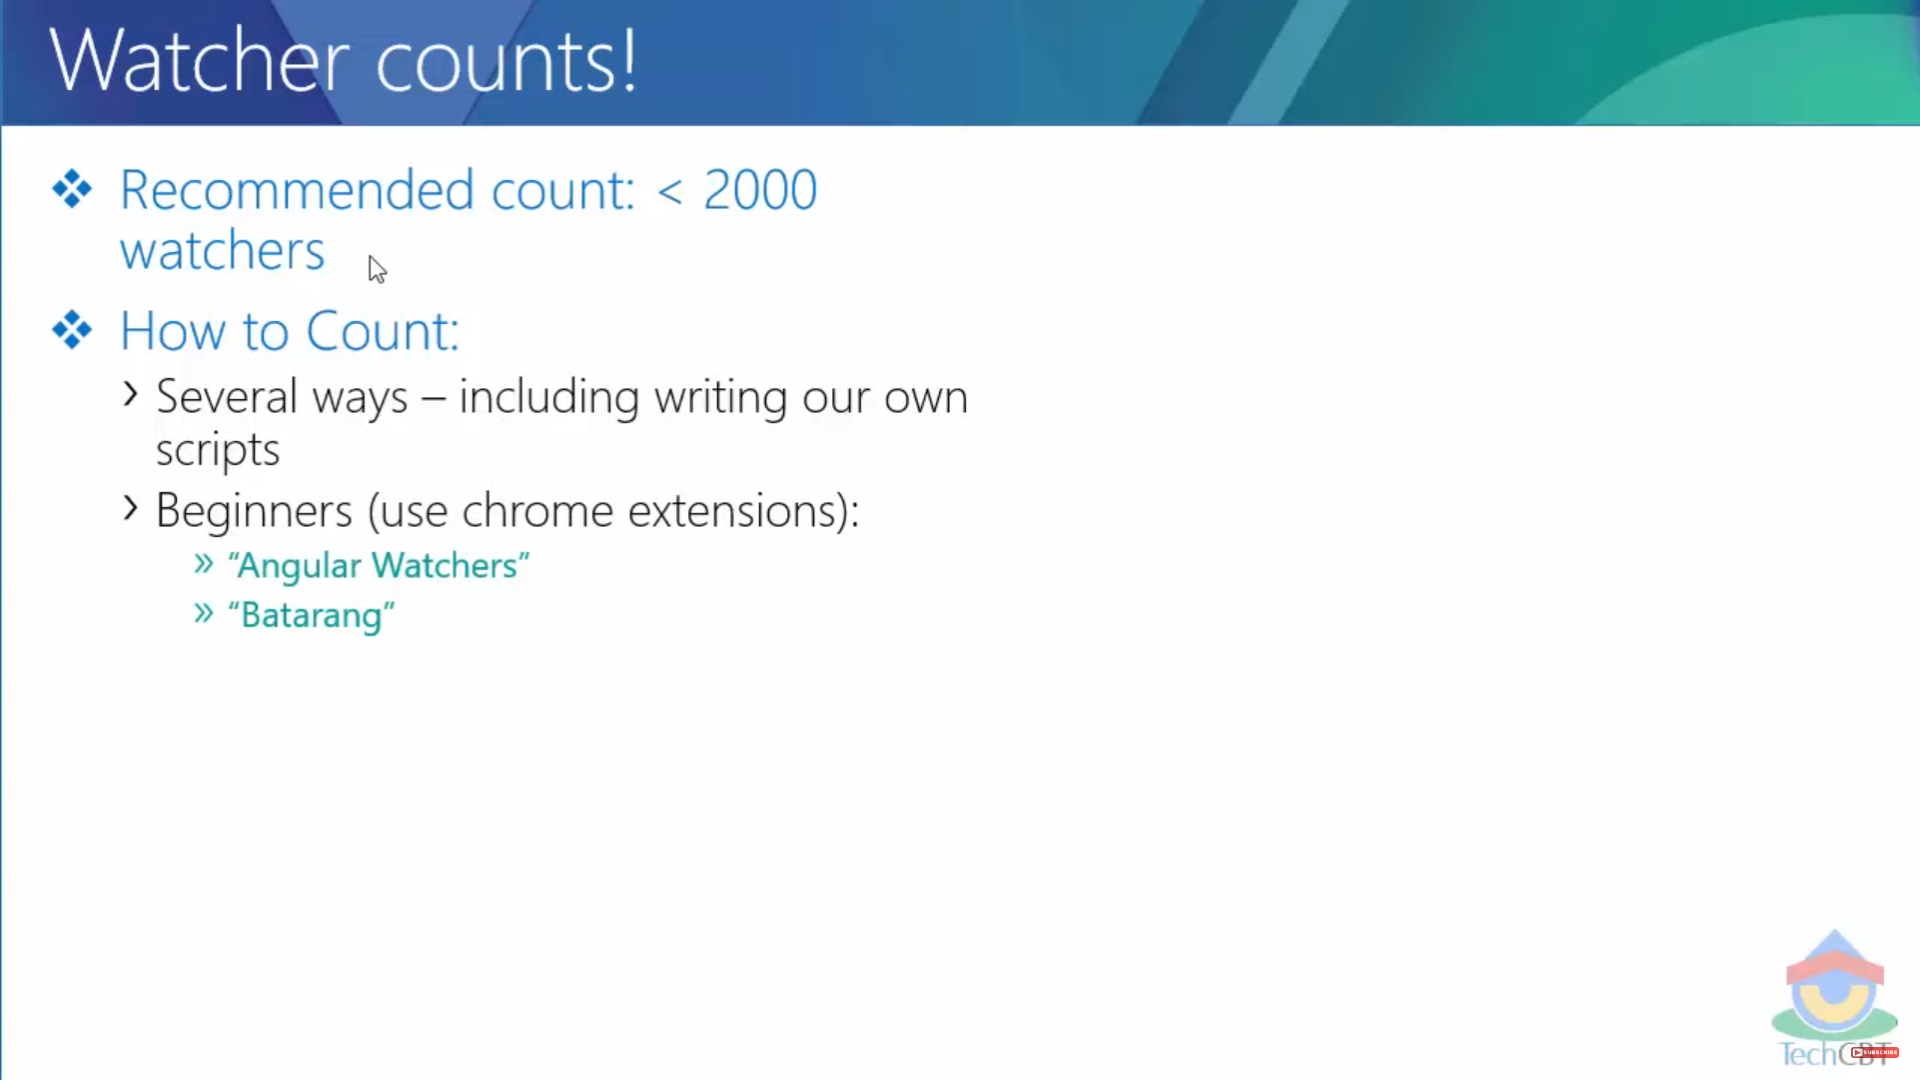 Watcher counts!
Recommended count: < 2000
watchers
How to Count:
Several ways – including writing our own
scripts
Beginners (use chrome extensions):
“Angular Watchers”
“Batarang”
TechCBT
SUBSCRIBE